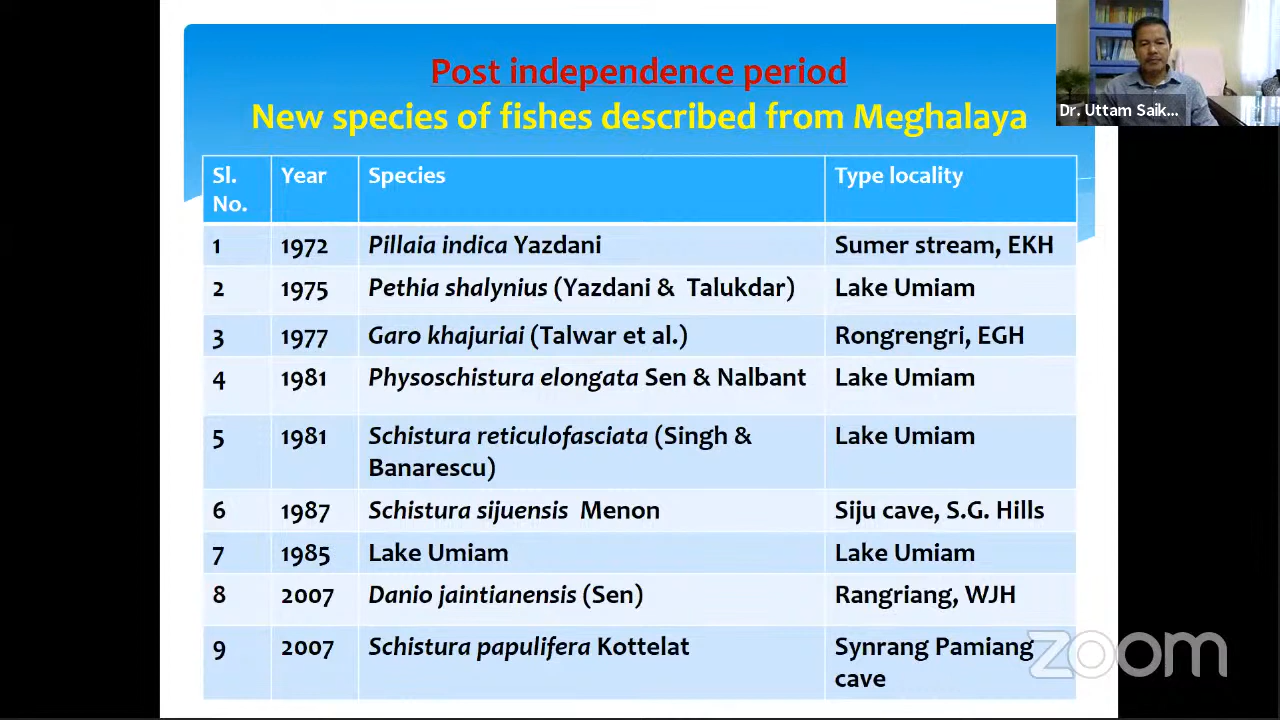 Post independence period
New species of fishes described from Meghalaya
Dr. Uttam Saik...
Sl. No. Year Species Type locality
1 1972 Pillaia indica Yazdani Sumer stream, EKH
2 1975 Pethia shalynius (Yazdani & Talukdar) Lake Umiam
3 1977 Garo khajuriai (Talwar et al.) Rongrengri, EGH
4 1981 Physoschistura elongata Sen & Nalbant Lake Umiam
5 1981 Schistura reticulofasciata (Singh & Banarescu) Lake Umiam
6 1987 Schistura sijuensis Menon Siju cave, S.G. Hills
7 1985 Lake Umiam Lake Umiam
8 2007 Danio jaintianensis (Sen) Rangriang, WJH
9 2007 Schistura papulifera Kottelat Synrang Pamiang cave
zoom